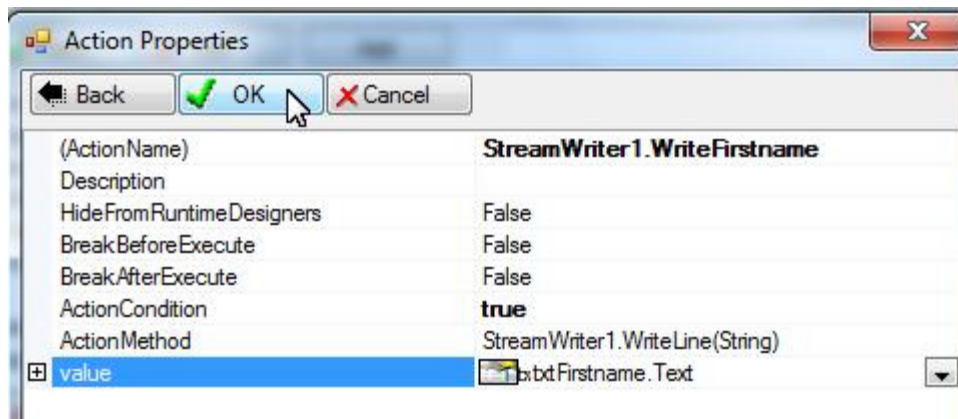 Action Properties
Back OK Cancel
(ActionName) StreamWriter1.WriteFirstname
Description
HideFromRuntimeDesigners False
BreakBeforeExecute False
BreakAfterExecute False
ActionCondition true
ActionMethod StreamWriter1.WriteLine(String)
value txtFirstname.Text